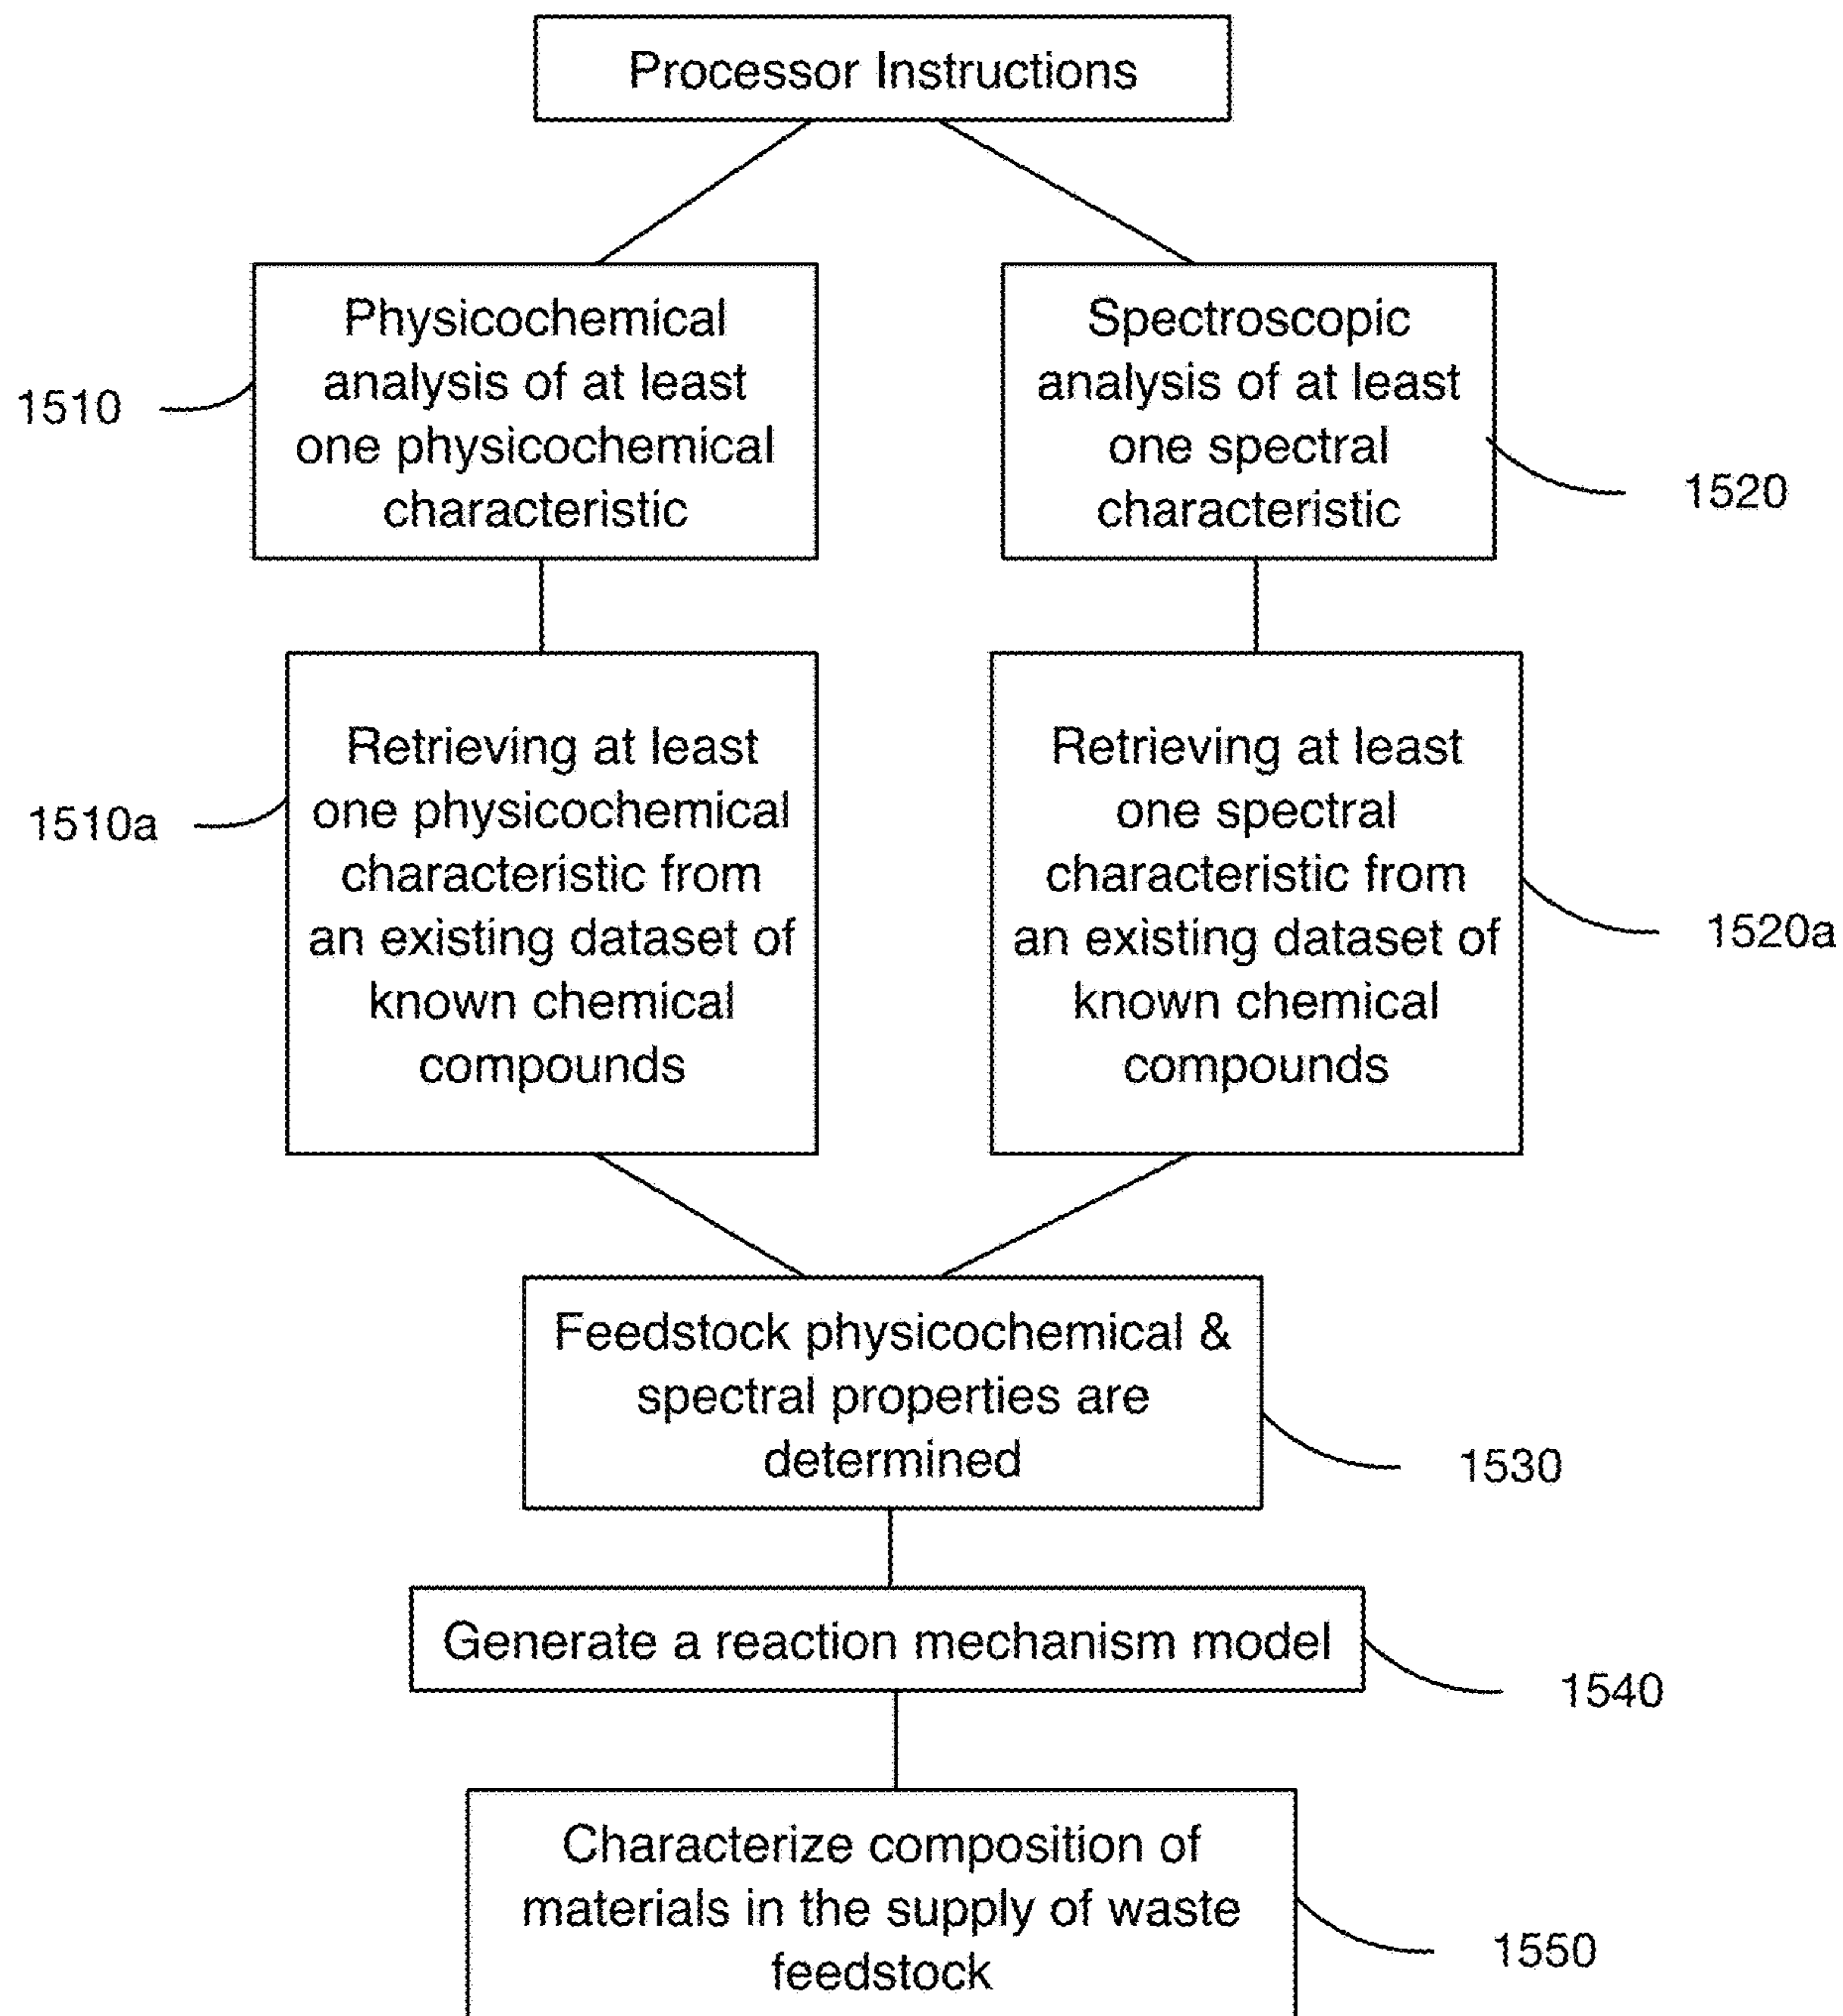 Processor Instructions
Physicochemical
analysis of at least
one physicochemical
characteristic
1510
Spectroscopic
analysis of at least
one spectral
characteristic
1520
Retrieving at least
one physicochemical
characteristic from
an existing dataset of
known chemical
compounds
1510a
Retrieving at least
one spectral
characteristic from
an existing dataset of
known chemical
compounds
1520a
Feedstock physicochemical &
spectral properties are
determined
1530
Generate a reaction mechanism model
1540
Characterize composition of
materials in the supply of waste
feedstock
1550